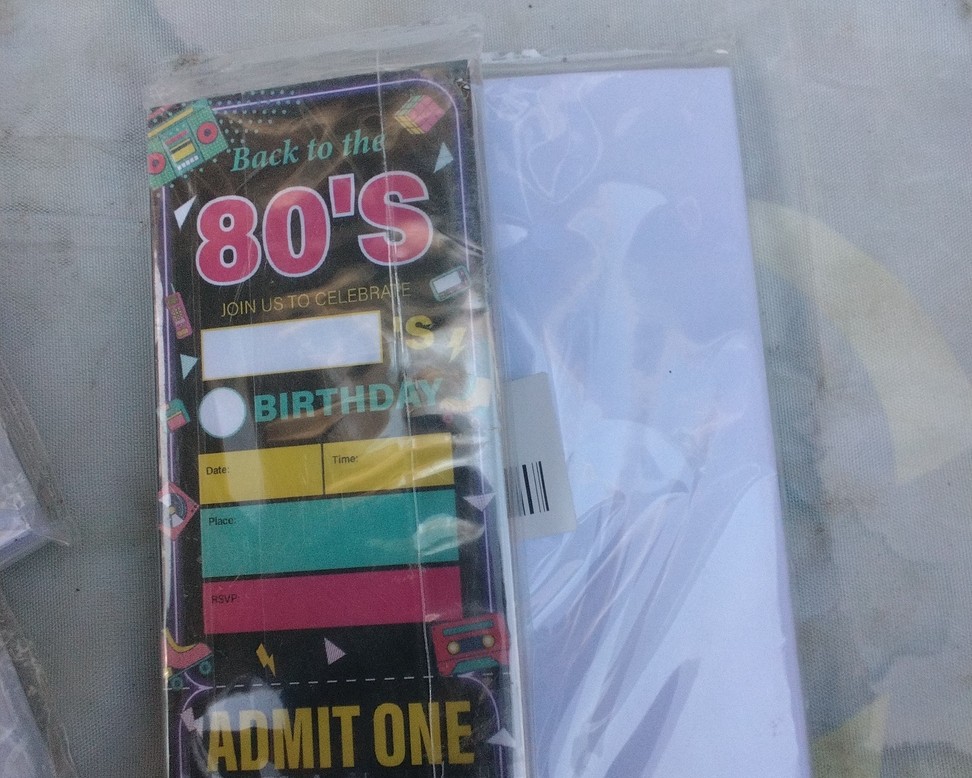 Back to the
80'S
JOIN US TO CELEBRATE
'S
BIRTHDAY
Date: Time:
Place:
RSVP:
ADMIT ONE